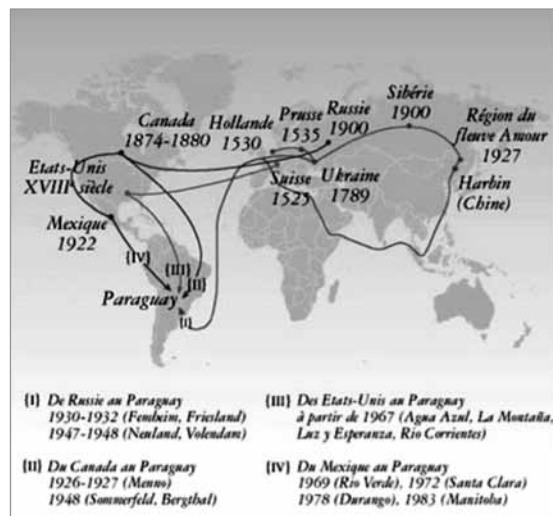 Canada
1874-1880
Hollande
1530
Prusse
1535
Russie
1900
Sibérie
1900
Région du
fleuve Amour
1927
Etats-Unis
XVIII siècle
Suisse
1525
Ukraine
1789
Harbin
(Chine)
Mexique
1922
{IV}
{III}
{II}
Paraguay
{I}
{I} De Russie au Paraguay
1930-1932 (Fernheim, Friesland)
1947-1948 (Neuland, Volendam)
{II} Du Canada au Paraguay
1926-1927 (Menno)
1948 (Sommerfeld, Bergthal)
{III} Des Etats-Unis au Paraguay
à partir de 1967 (Agua Azul, La Montaña,
Luz y Esperanza, Rio Corrientes)
{IV} Du Mexique au Paraguay
1969 (Rio Verde), 1972 (Santa Clara)
1978 (Durango), 1983 (Manitoba)